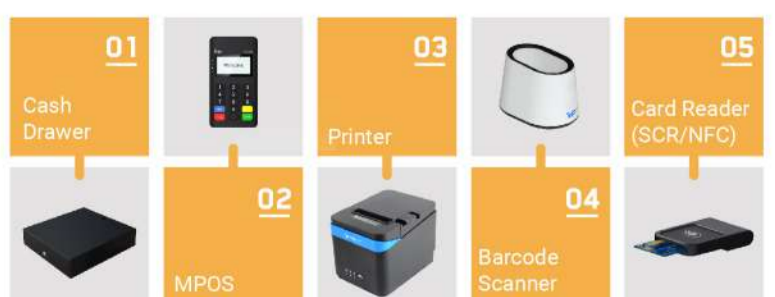 01
Cash
Drawer
02
MPOS
03
Printer
04
Barcode
Scanner
05
Card Reader
(SCR/NFC)